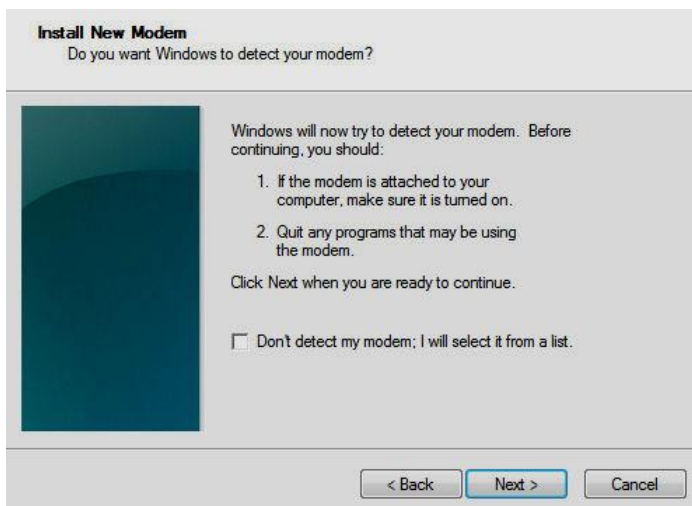 Install New Modem
Do you want Windows to detect your modem?
Windows will now try to detect your modem. Before
continuing, you should:
1. If the modem is attached to your
computer, make sure it is turned on.
2. Quit any programs that may be using
the modem.
Click Next when you are ready to continue.
Don't detect my modem; I will select it from a list.
< Back Next > Cancel